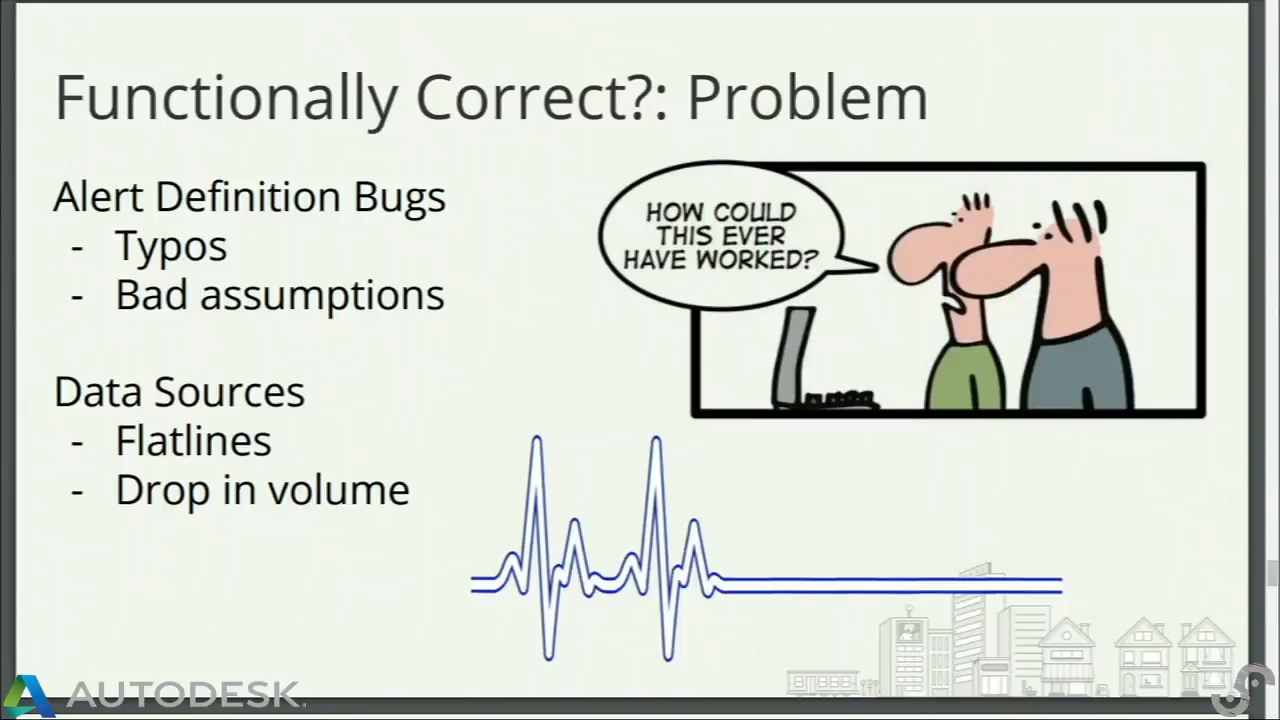 Functionally Correct?: Problem
Alert Definition Bugs
- Typos
- Bad assumptions
Data Sources
- Flatlines
- Drop in volume
HOW COULD
THIS EVER
HAVE WORKED?
AUTODESK.